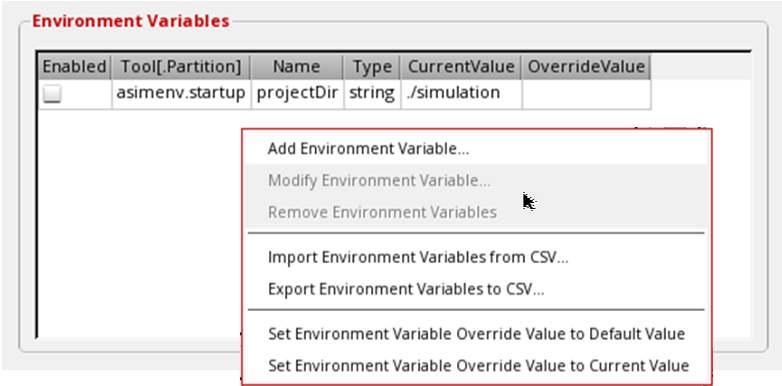 Environment Variables
Enabled Tool[.Partition] Name Type CurrentValue OverrideValue
asimenv.startup projectDir string ./simulation
Add Environment Variable...
Modify Environment Variable...
Remove Environment Variables
Import Environment Variables from CSV...
Export Environment Variables to CSV...
Set Environment Variable Override Value to Default Value
Set Environment Variable Override Value to Current Value